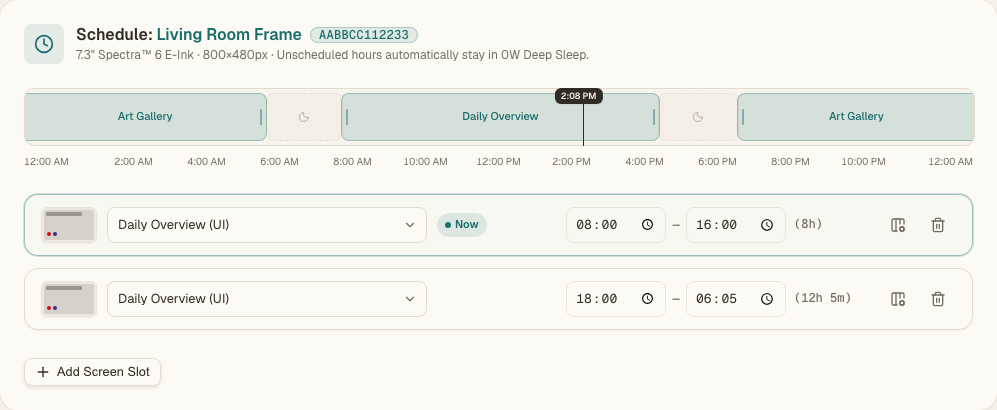 Schedule: Living Room Frame AABBCC112233
7.3" Spectra™ 6 E-Ink · 800×480px · Unscheduled hours automatically stay in 0W Deep Sleep.
2:08 PM
Art Gallery Daily Overview Art Gallery
12:00 AM 2:00 AM 4:00 AM 6:00 AM 8:00 AM 10:00 AM 12:00 PM 2:00 PM 4:00 PM 6:00 PM 8:00 PM 10:00 PM 12:00 AM
Daily Overview (UI) Now 08:00 – 16:00 (8h)
Daily Overview (UI) 18:00 – 06:05 (12h 5m)
Add Screen Slot